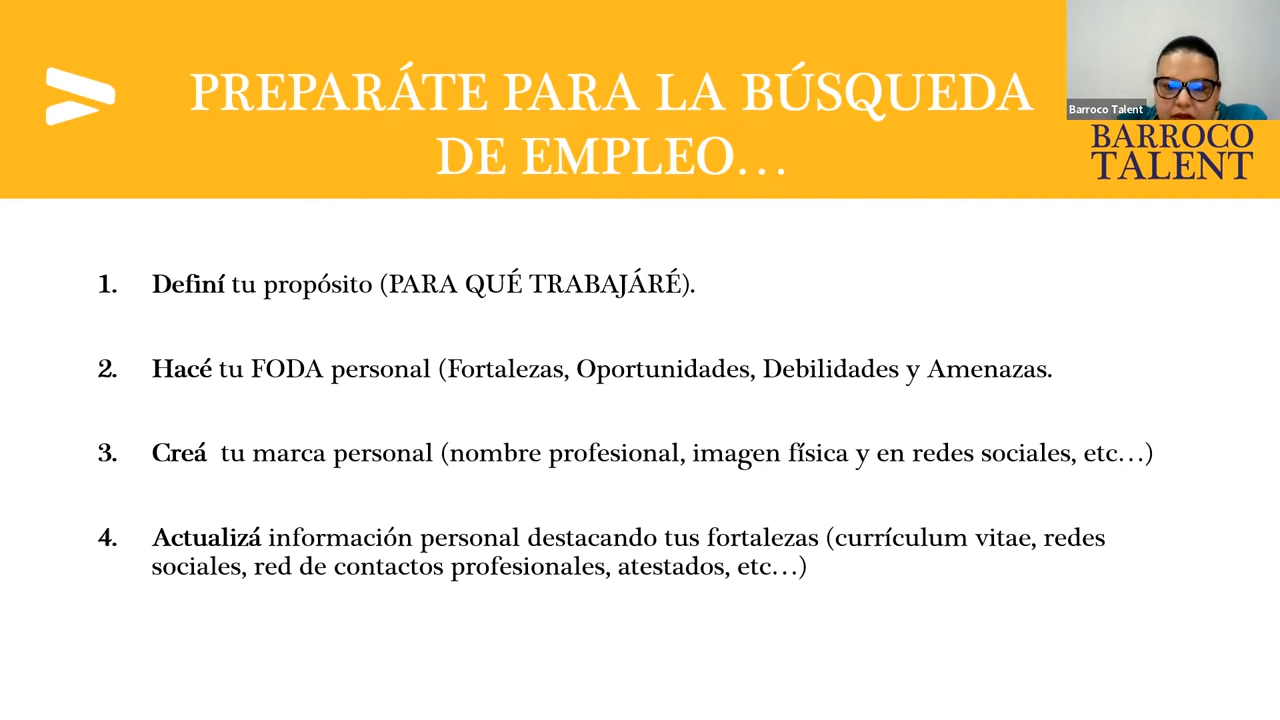 PREPARÁTE PARA LA BÚSQUEDA
DE EMPLEO...
Barroco Talent
BARROCO
TALENT
1. Definí tu propósito (PARA QUÉ TRABAJÁRÉ).
2. Hacé tu FODA personal (Fortalezas, Oportunidades, Debilidades y Amenazas.
3. Creá tu marca personal (nombre profesional, imagen física y en redes sociales, etc...)
4. Actualizá información personal destacando tus fortalezas (currículum vitae, redes
sociales, red de contactos profesionales, atestados, etc...)